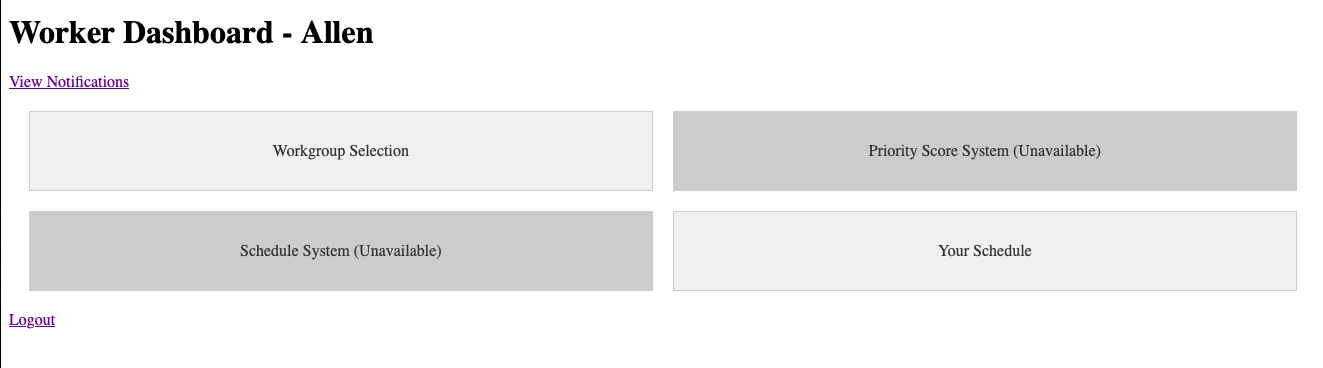 Worker Dashboard - Allen
View Notifications
Workgroup Selection
Priority Score System (Unavailable)
Schedule System (Unavailable)
Your Schedule
Logout